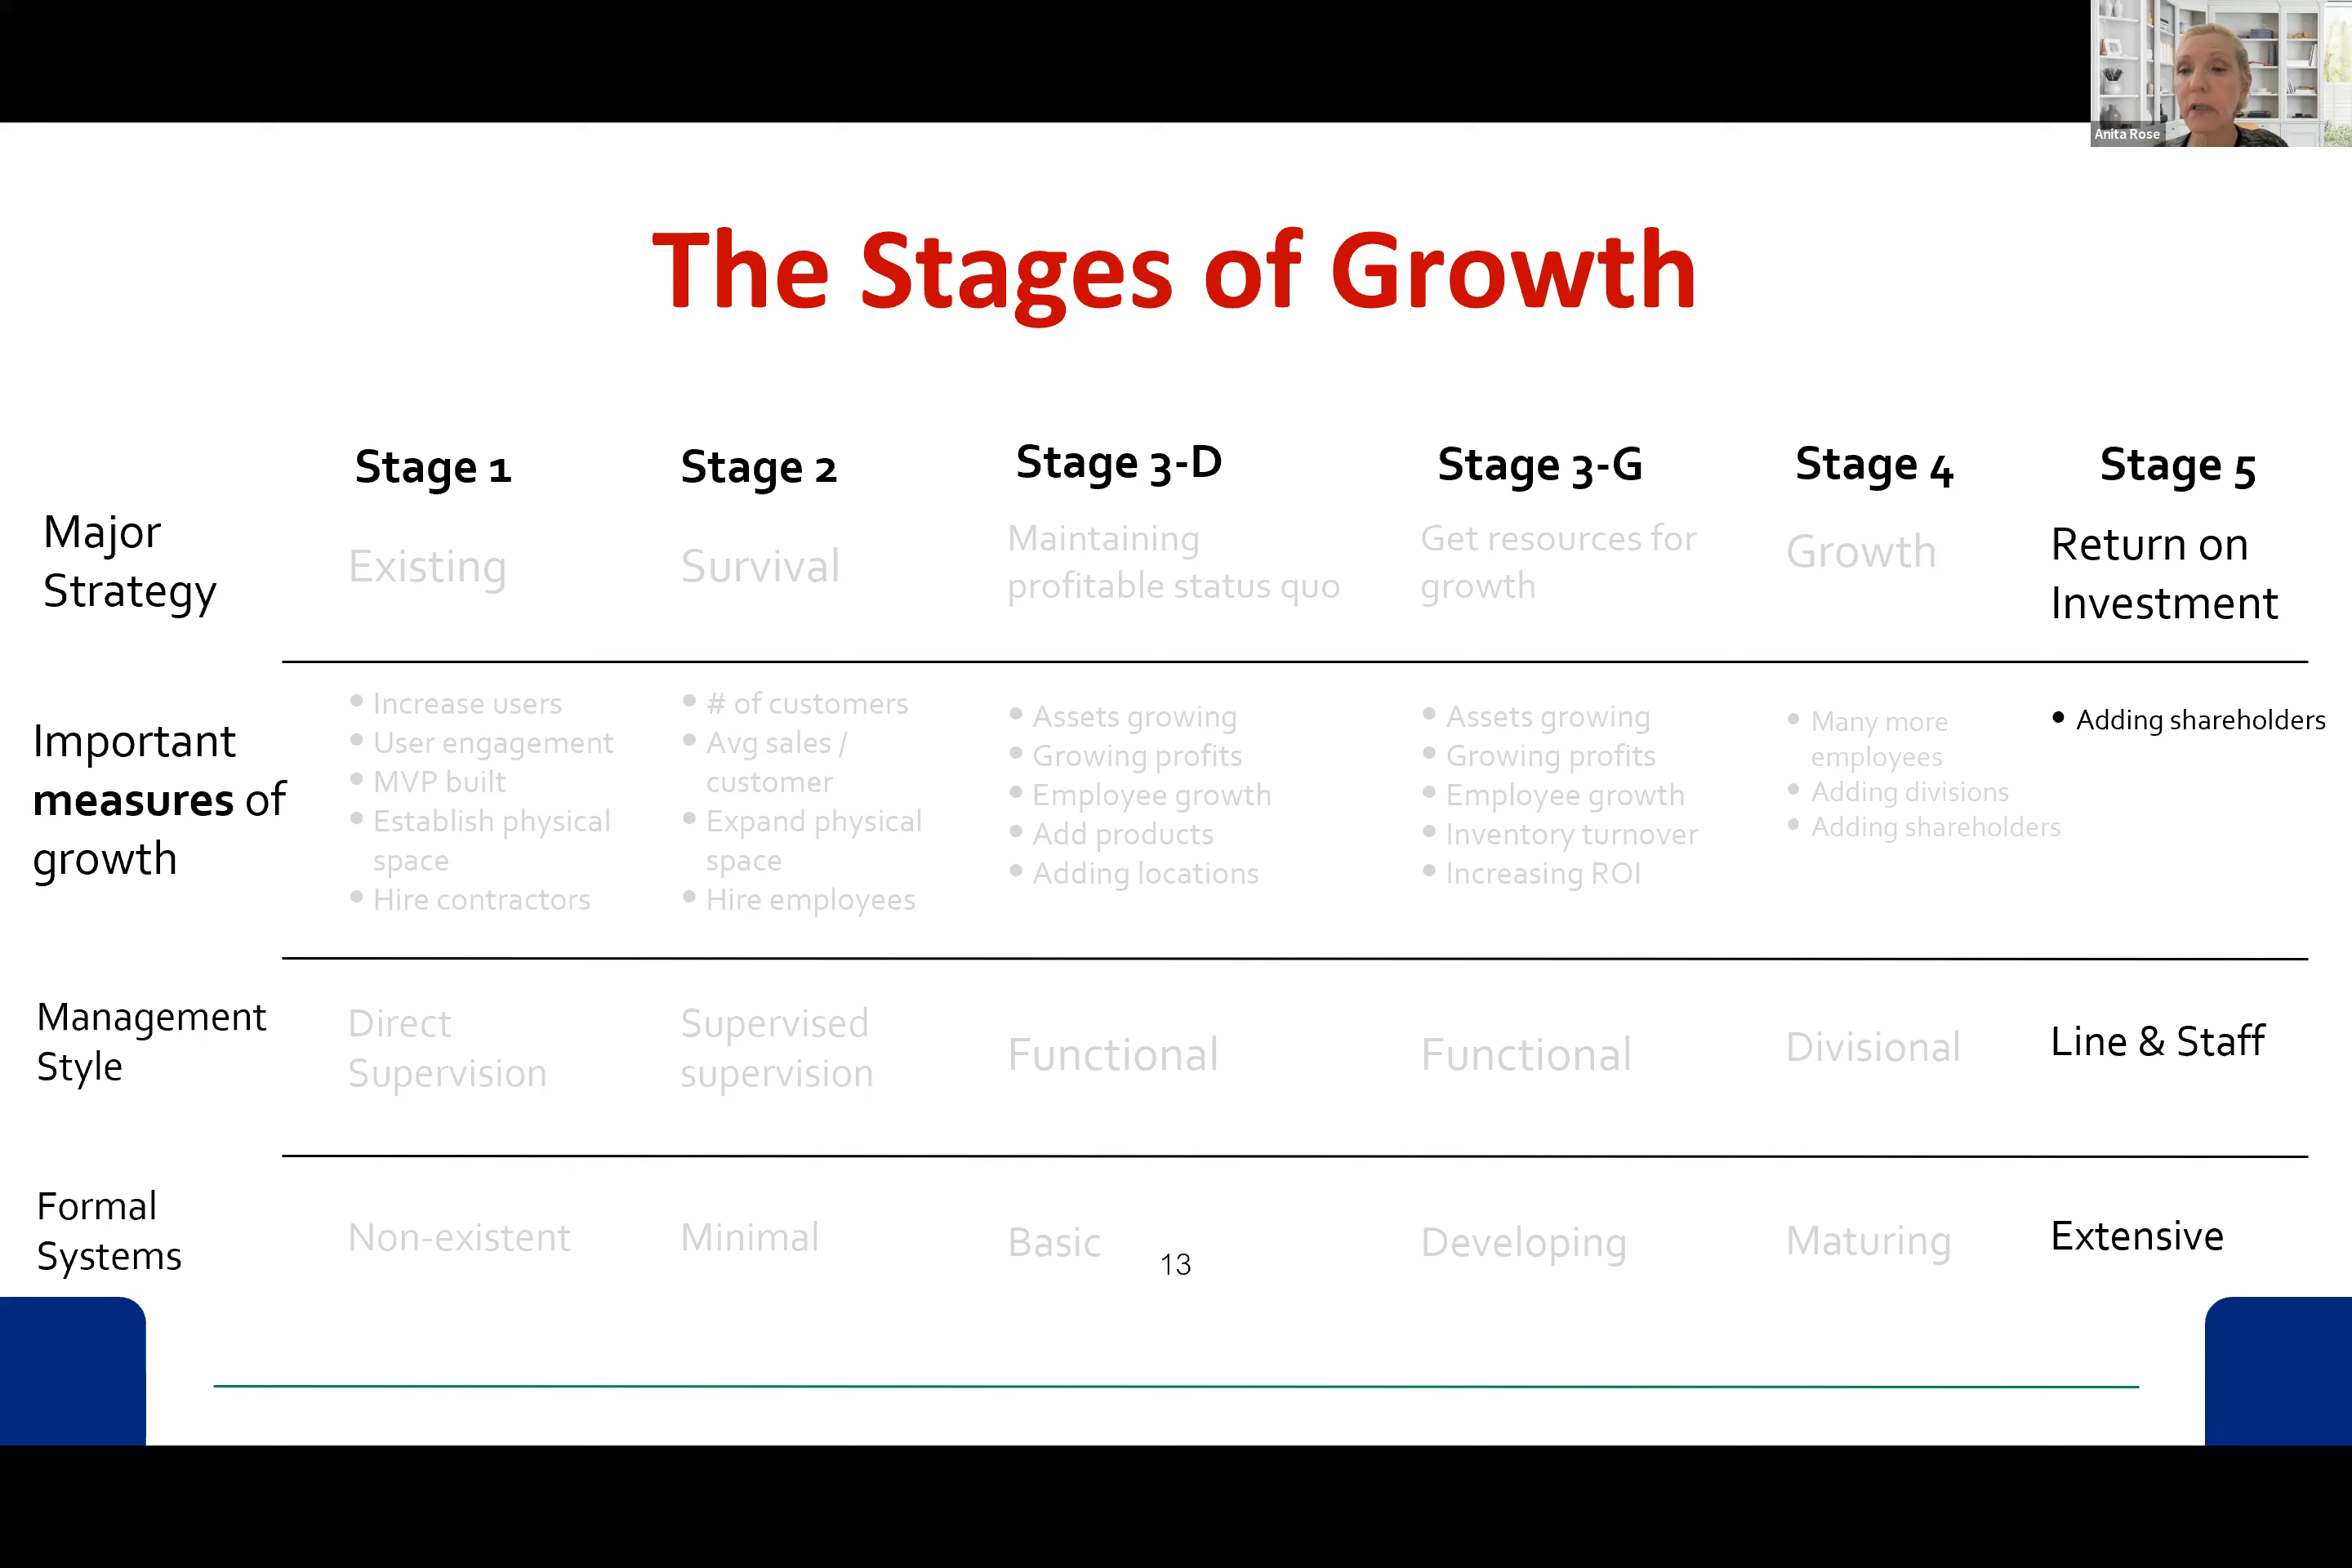 Anita Rose
The Stages of Growth
Stage 1
Stage 2
Stage 3-D
Stage 3-G
Stage 4
Stage 5
Major
Strategy
Existing
Survival
Maintaining
profitable status quo
Get resources for
growth
Growth
Return on
Investment
Important
measures of
growth
• Increase users
• User engagement
• MVP built
• Establish physical
space
• Hire contractors
• # of customers
• Avg sales /
customer
• Expand physical
space
• Hire employees
• Assets growing
• Growing profits
• Employee growth
• Add products
• Adding locations
• Assets growing
• Growing profits
• Employee growth
• Inventory turnover
• Increasing ROI
• Many more
employees
• Adding divisions
• Adding shareholders
• Adding shareholders
Management
Style
Direct
Supervision
Supervised
supervision
Functional
Functional
Divisional
Line & Staff
Formal
Systems
Non-existent
Minimal
Basic
Developing
Maturing
Extensive
13